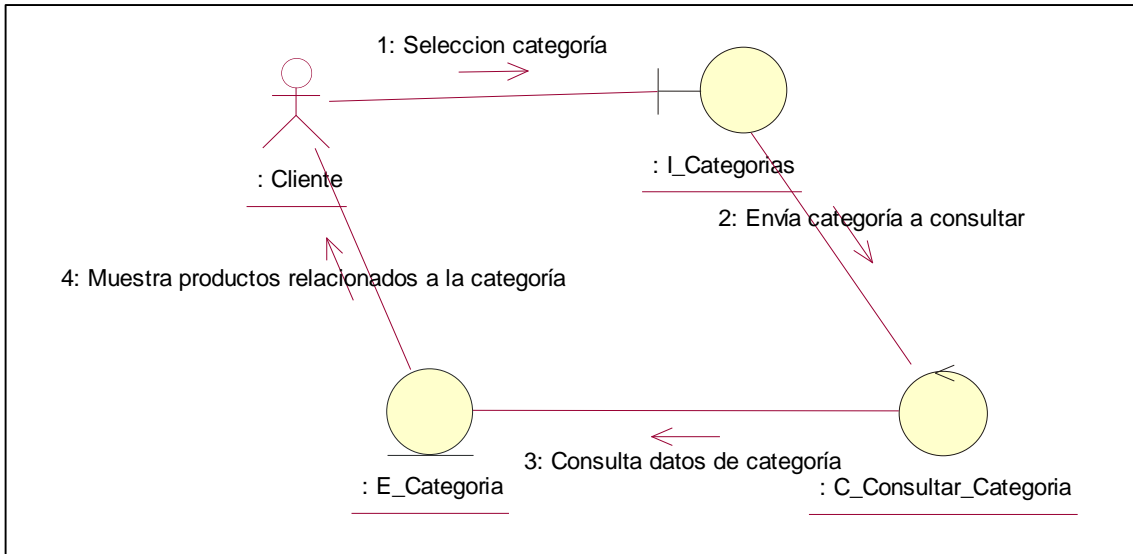 1: Seleccion categoría
: Cliente
: I_Categorias
2: Envía categoría a consultar
4: Muestra productos relacionados a la categoría
3: Consulta datos de categoría
: E_Categoria
: C_Consultar_Categoria